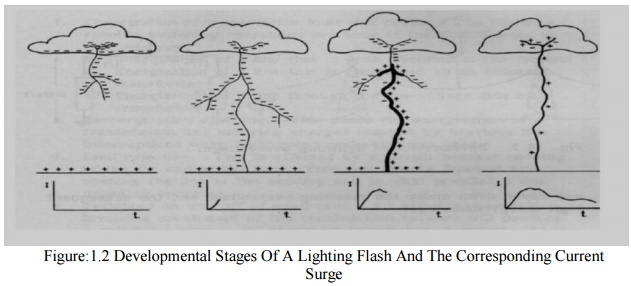 I t
I t
I t
I t
Figure:1.2 Developmental Stages Of A Lighting Flash And The Corresponding Current
Surge